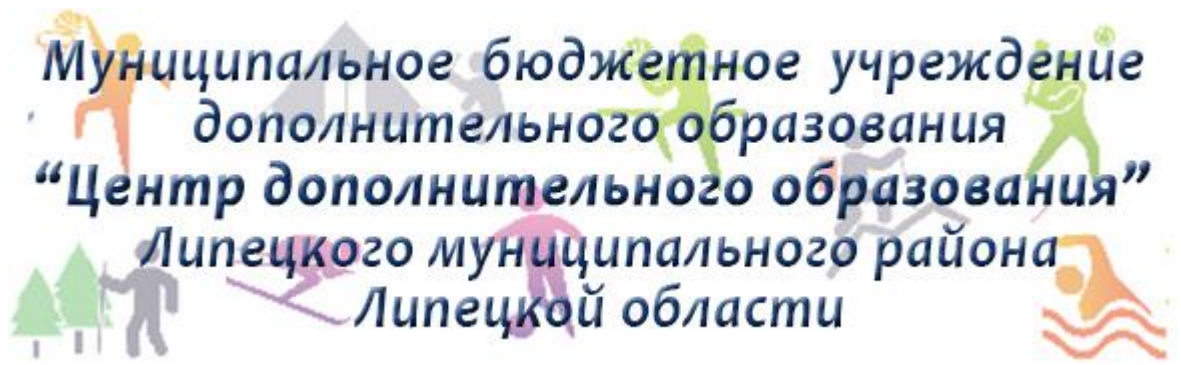 Муниципальное бюджетное учреждение
дополнительного образования
“Центр дополнительного образования”
Липецкого муниципального района
Липецкой области